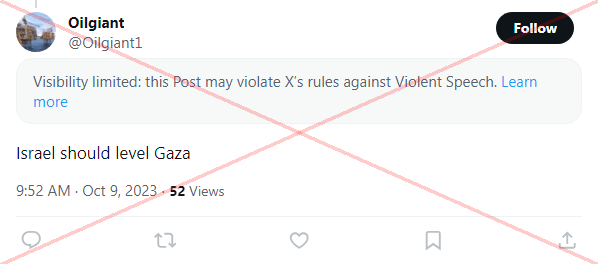 Oilgiant
@Oilgiant1
Follow
Visibility limited: this Post may violate X's rules against Violent Speech. Learn
more
Israel should level Gaza
9:52 AM · Oct 9, 2023 · 52 Views